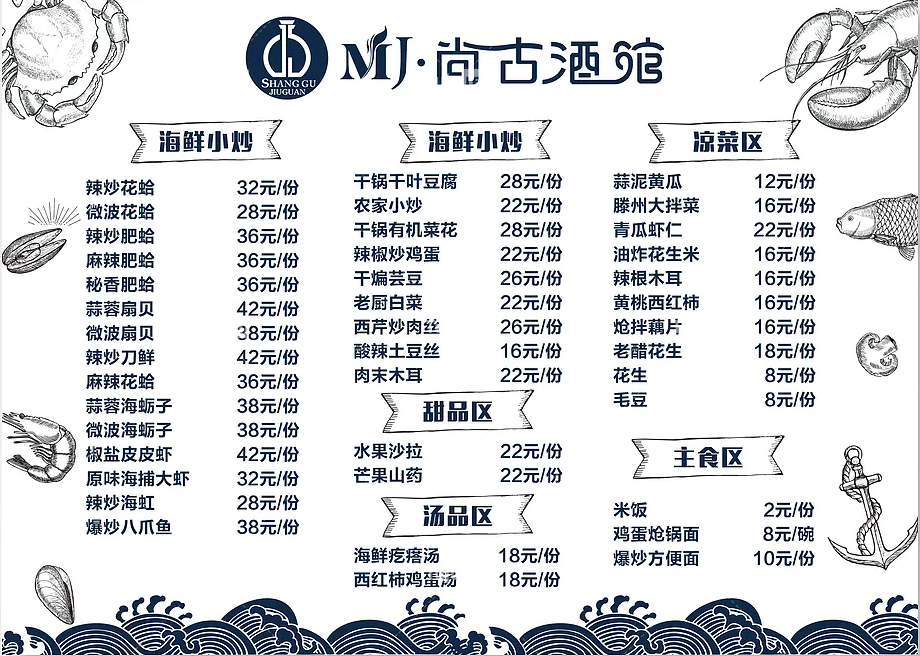 SHANG GU
JIUGUAN
MJ·尚古酒馆
海鲜小炒
辣炒花蛤 32元/份
微波花蛤 28元/份
辣炒肥蛤 36元/份
麻辣肥蛤 36元/份
秘香肥蛤 36元/份
蒜蓉扇贝 42元/份
微波扇贝 38元/份
辣炒刀鲜 42元/份
麻辣花蛤 36元/份
蒜蓉海蛎子 38元/份
微波海蛎子 38元/份
椒盐皮皮虾 42元/份
原味海捕大虾 32元/份
辣炒海虹 28元/份
爆炒八爪鱼 38元/份
海鲜小炒
干锅千叶豆腐 28元/份
农家小炒 22元/份
干锅有机菜花 28元/份
辣椒炒鸡蛋 22元/份
干煸芸豆 26元/份
老厨白菜 22元/份
西芹炒肉丝 26元/份
酸辣土豆丝 16元/份
肉末木耳 22元/份
甜品区
水果沙拉 22元/份
芒果山药 22元/份
汤品区
海鲜疙瘩汤 18元/份
西红柿鸡蛋汤 18元/份
凉菜区
蒜泥黄瓜 12元/份
滕州大拌菜 16元/份
青瓜虾仁 22元/份
油炸花生米 16元/份
辣根木耳 16元/份
黄桃西红柿 16元/份
炝拌藕片 16元/份
老醋花生 18元/份
花生 8元/份
毛豆 8元/份
主食区
米饭 2元/份
鸡蛋炝锅面 8元/碗
爆炒方便面 10元/份